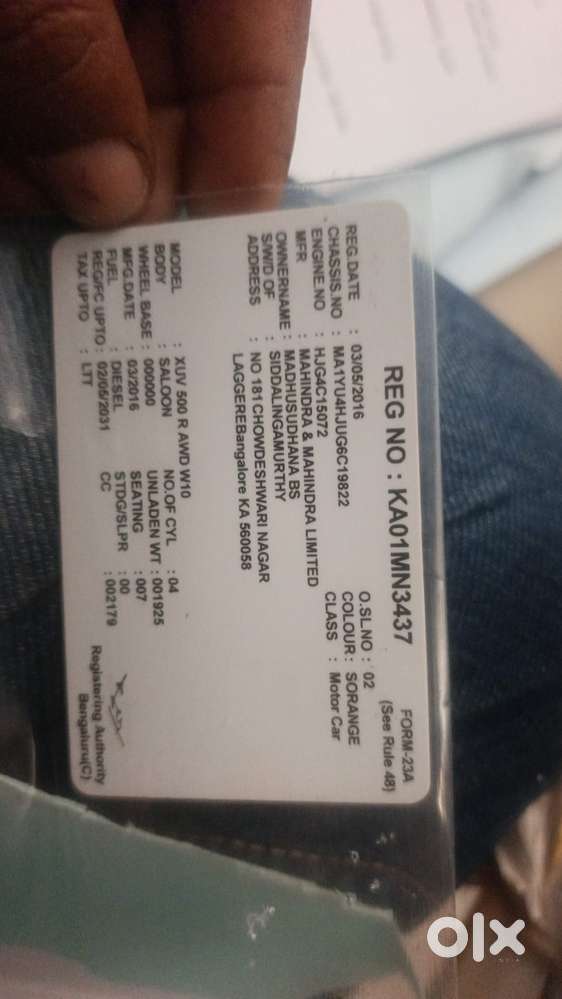 FORM-23A
(See Rule 48)
REG NO : KA01MN3437
REG.DATE : 03/05/2016 O.SL.NO : 02
CHASSIS.NO : MA1YU4HJUG6C19822 COLOUR : SORANGE
ENGINE.NO : HJG4C15072 CLASS : Motor Car
MFR MAHINDRA & MAHINDRA LIMITED
OWNERNAME : MADHUSUDHANA BS
S/W/D OF : SIDDALINGAMURTHY
ADDRESS : NO 181 CHOWDESHWARI NAGAR
LAGGEREBangalore KA 560058
MODEL : XUV 500 R AWD W10
BODY : SALOON NO.OF CYL : 04
WHEEL BASE : 000000 UNLADEN WT : 001925
MFG.DATE : 03/2016 SEATING : 007
FUEL : DIESEL STDG/SLPR : 00
REG/FC UPTO : 02/05/2031 CC : 002179
TAX UPTO : LTT
Registering Authority
Bengaluru(C)
olx